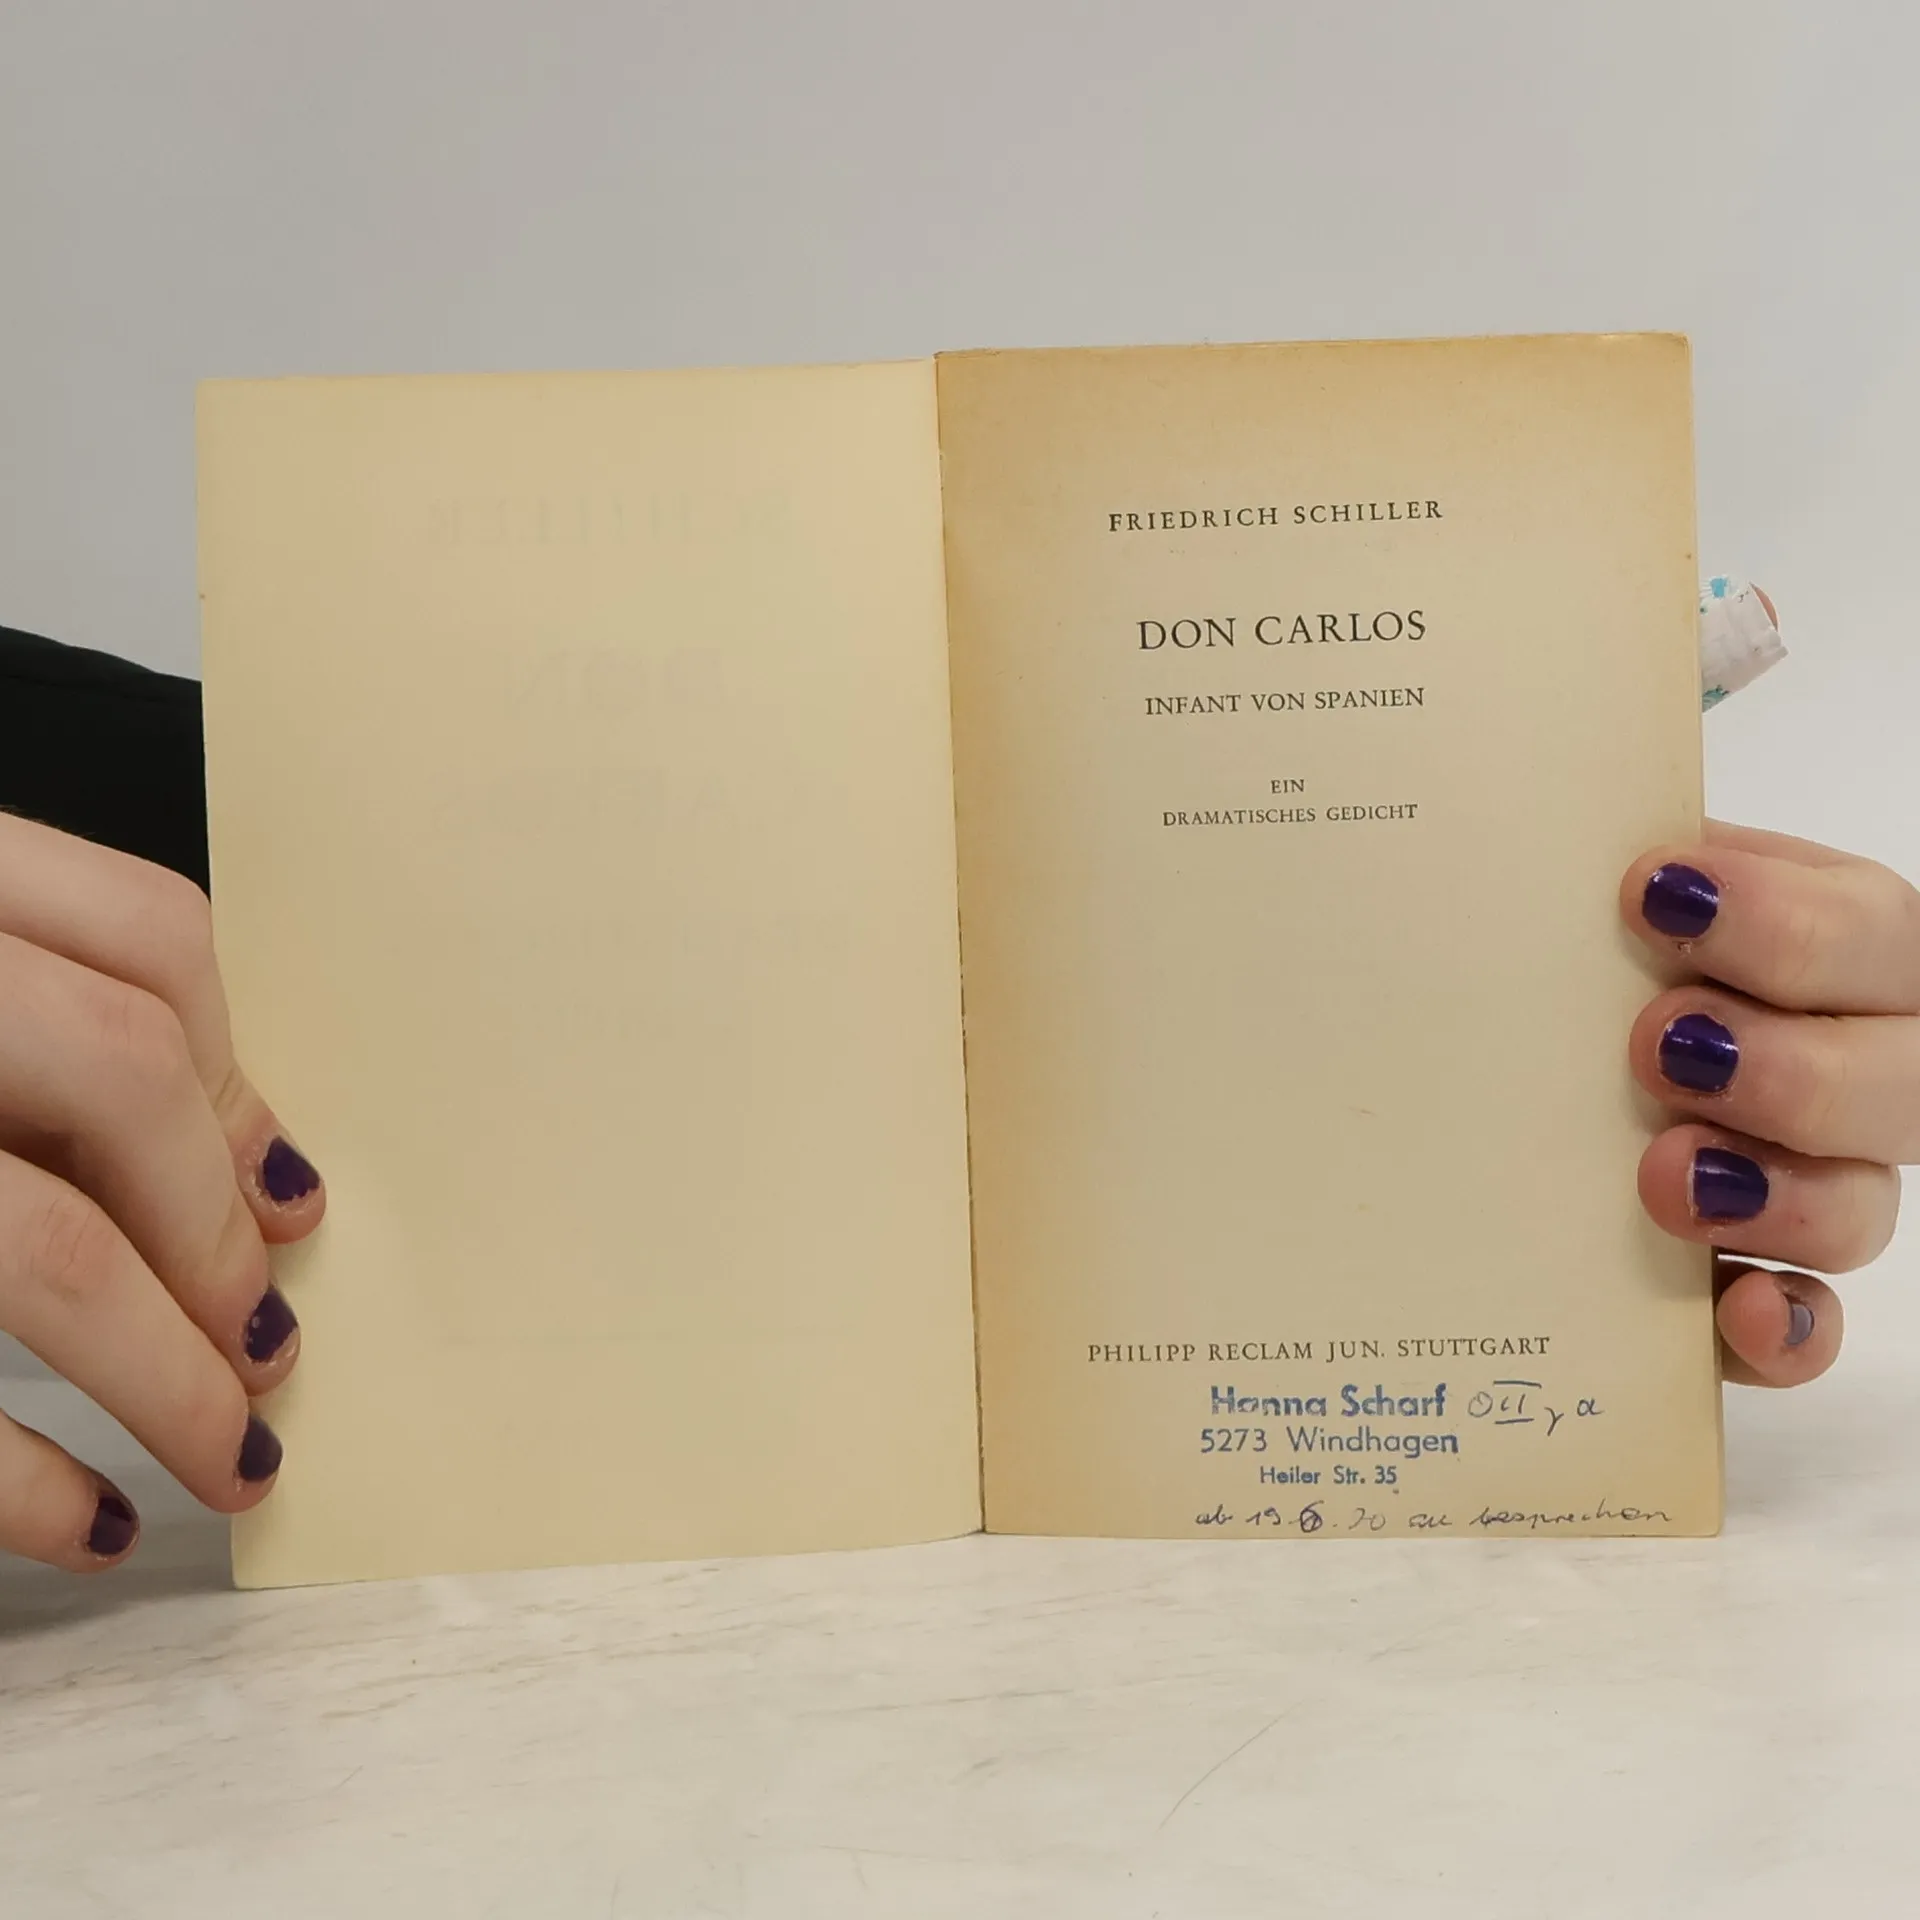 FRIEDRICH SCHILLER
DON CARLOS
INFANT VON SPANIEN
EIN
DRAMATISCHES GEDICHT
PHILIPP RECLAM JUN. STUTTGART
Hanna Scharf OII γ a
5273 Windhagen
Heiler Str. 35
ab 19.6.70 zu besprechen